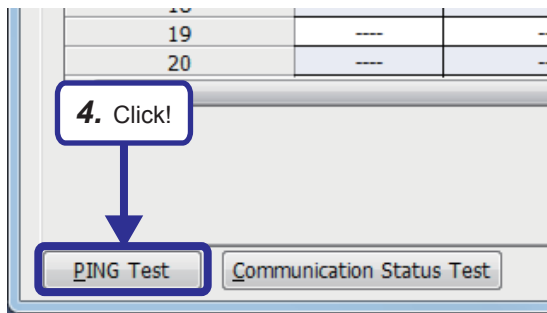 19 ---- --
20 ---- --
4. Click!
PING Test Communication Status Test